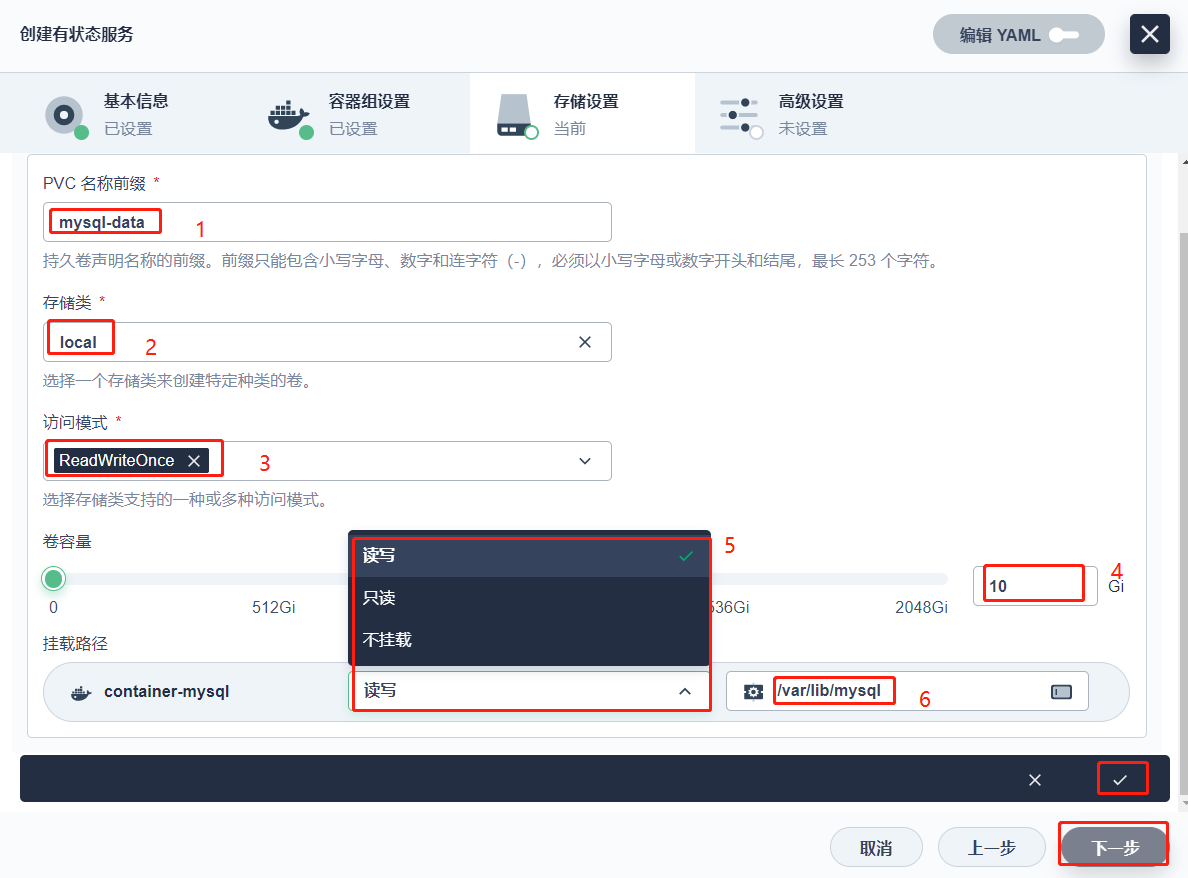 创建有状态服务
编辑 YAML
基本信息
已设置
容器组设置
已设置
存储设置
当前
高级设置
未设置
PVC 名称前缀 *
mysql-data 1
持久卷声明名称的前缀。前缀只能包含小写字母、数字和连字符（-），必须以小写字母或数字开头和结尾，最长 253 个字符。
存储类 *
local 2
选择一个存储类来创建特定种类的卷。
访问模式 *
ReadWriteOnce 3
选择存储类支持的一种或多种访问模式。
卷容量
读写 5
只读
不挂载
10 Gi 4
0 512Gi 536Gi 2048Gi
挂载路径
container-mysql 读写 /var/lib/mysql 6
取消 上一步 下一步